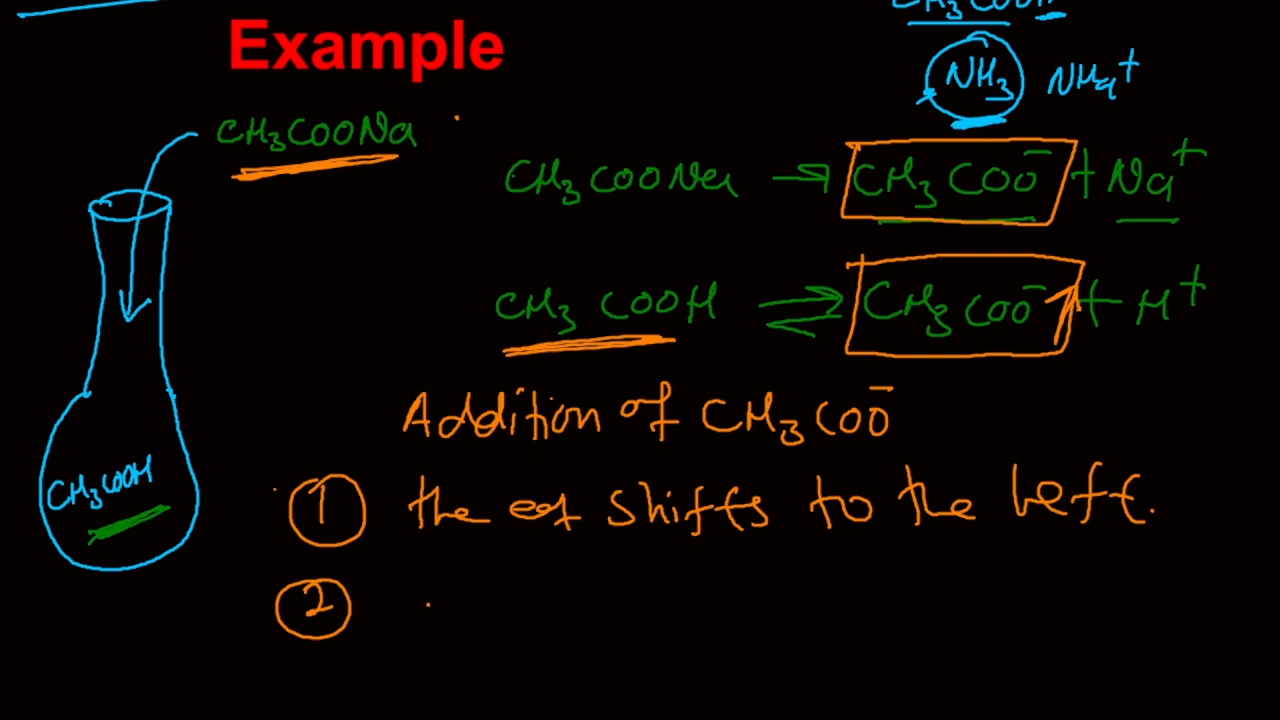 CH3COOH
Example
NH3 NH4+
CH3COONa
CH3COONa → CH3COO- + Na+
CH3COOH ⇌ CH3COO- + H+
Addition of CH3COO-
CH3COOH
1 the eq shifts to the left.
2